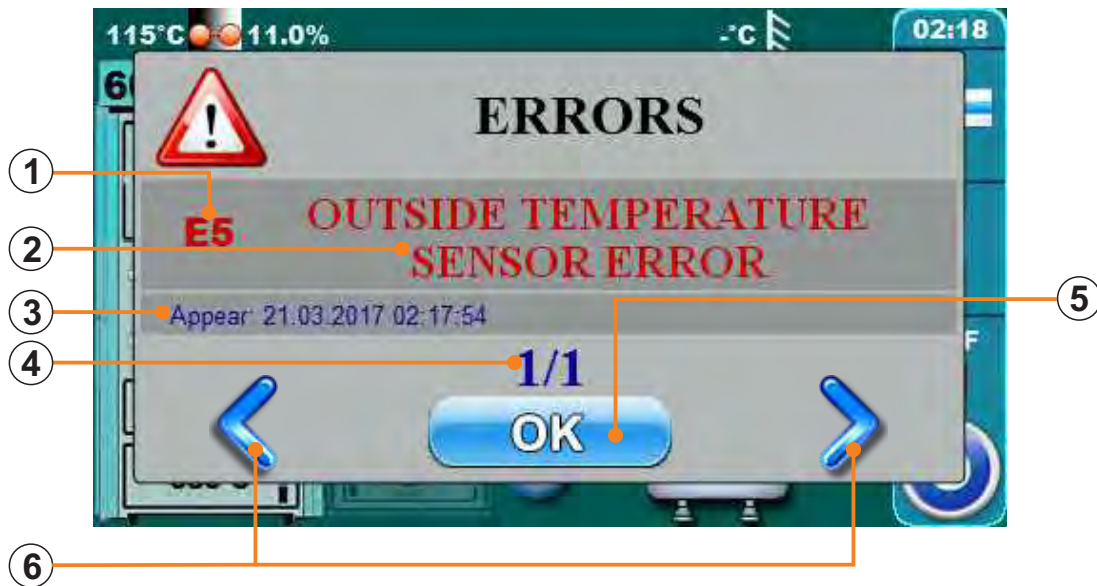 115°C 11.0% -°C 02:18
ERRORS
1
E5 OUTSIDE TEMPERATURE
SENSOR ERROR
2
3
Appear: 21.03.2017 02:17:54
5
4
1/1
OK
6